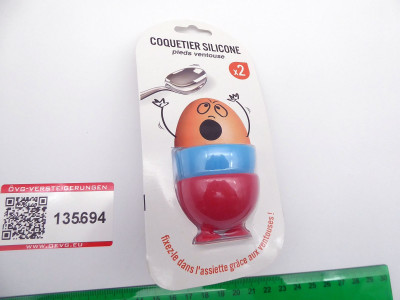 COQUETIER SILICONE
pieds ventouse
x2
fixez-le dans l'assiette grâce aux ventouses !
ÖVG-VERSTEIGERUNGEN
135694
WWW.OEVG.EU